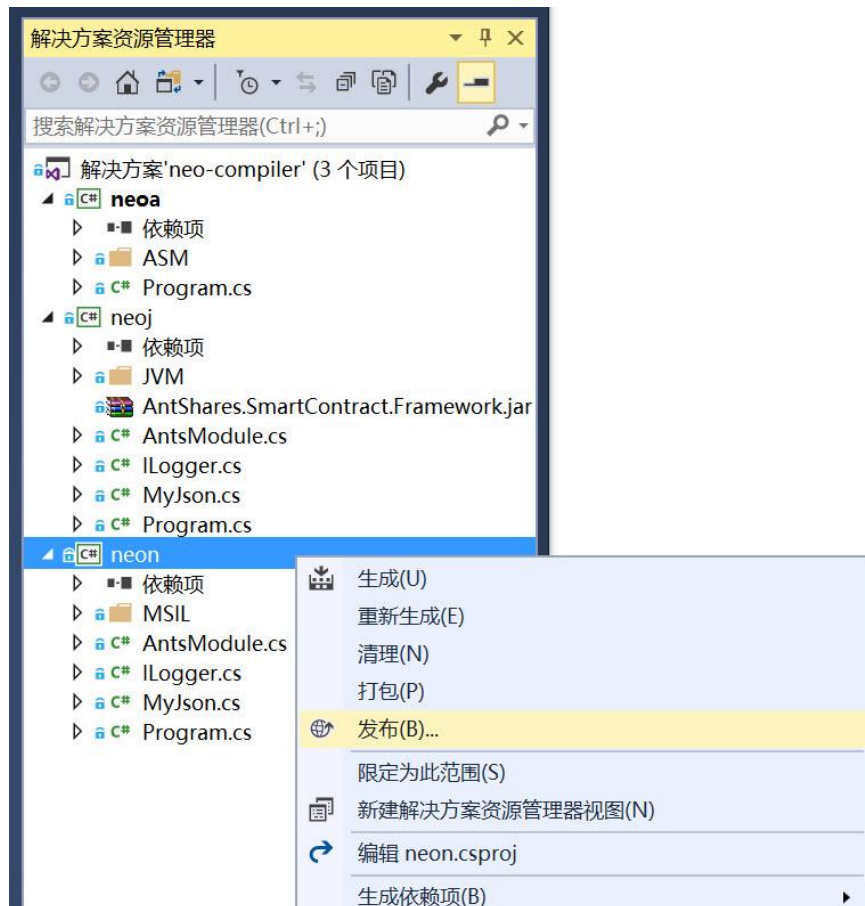 解决方案资源管理器
搜索解决方案资源管理器(Ctrl+;)
解决方案'neo-compiler' (3 个项目)
C# neoa
依赖项
ASM
C# Program.cs
C# neoj
依赖项
JVM
AntShares.SmartContract.Framework.jar
C# AntsModule.cs
C# ILogger.cs
C# MyJson.cs
C# Program.cs
C# neon
依赖项
MSIL
C# AntsModule.cs
C# ILogger.cs
C# MyJson.cs
C# Program.cs
生成(U)
重新生成(E)
清理(N)
打包(P)
发布(B)...
限定为此范围(S)
新建解决方案资源管理器视图(N)
编辑 neon.csproj
生成依赖项(B)